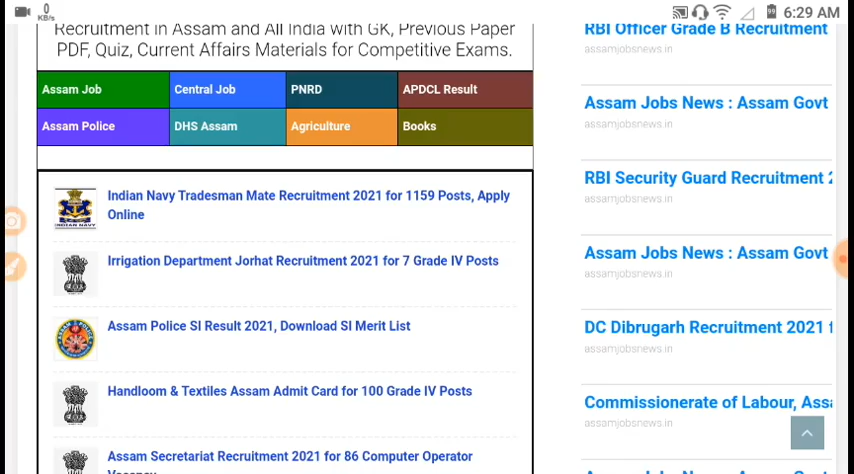 0
KB/s
99
6:29 AM
Recruitment in Assam and All India with GK, Previous Paper
PDF, Quiz, Current Affairs Materials for Competitive Exams.
Assam Job
Central Job
PNRD
APDCL Result
Assam Police
DHS Assam
Agriculture
Books
Indian Navy Tradesman Mate Recruitment 2021 for 1159 Posts, Apply
Online
INDIAN NAVY
Irrigation Department Jorhat Recruitment 2021 for 7 Grade IV Posts
Assam Police SI Result 2021, Download SI Merit List
Handloom & Textiles Assam Admit Card for 100 Grade IV Posts
Assam Secretariat Recruitment 2021 for 86 Computer Operator
Vacancy
RBI Officer Grade B Recruitment
assamjobsnews.in
Assam Jobs News : Assam Govt
assamjobsnews.in
RBI Security Guard Recruitment 2
assamjobsnews.in
Assam Jobs News : Assam Govt
assamjobsnews.in
DC Dibrugarh Recruitment 2021 f
assamjobsnews.in
Commissionerate of Labour, Assa
assamjobsnews.in